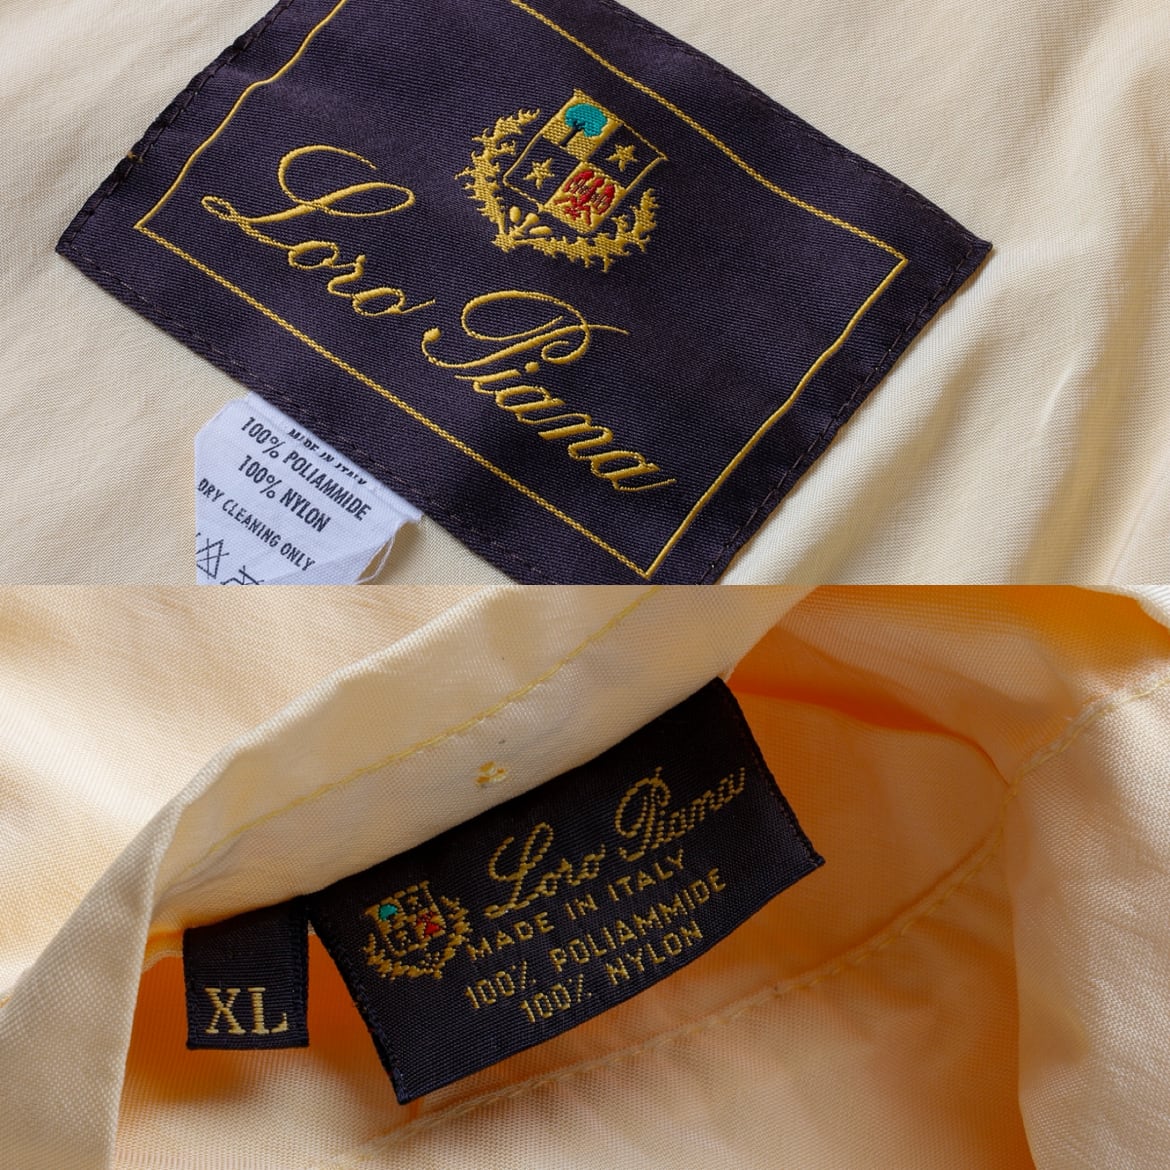 Loro Piana
MADE IN ITALY
100% POLIAMMIDE
100% NYLON
DRY CLEANING ONLY
Loro Piana
MADE IN ITALY
100% POLIAMMIDE
100% NYLON
XL